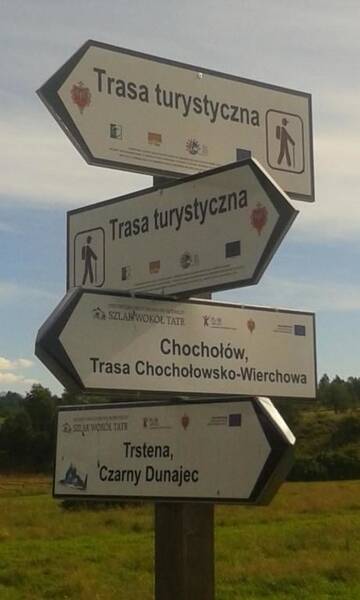 Trasa turystyczna
Trasa turystyczna
SZLAK WOKÓŁ TATR
Chochołów,
Trasa Chochołowsko-Wierchowa
SZLAK WOKÓŁ TATR
Trstena,
Czarny Dunajec